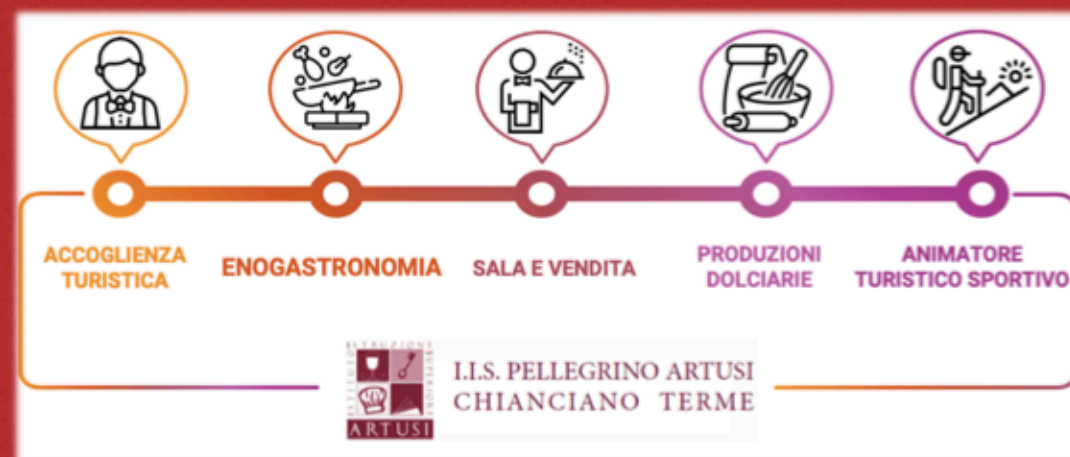 ACCOGLIENZA
TURISTICA
ENOGASTRONOMIA
SALA E VENDITA
PRODUZIONI
DOLCIARIE
ANIMATORE
TURISTICO SPORTIVO
I.I.S. PELLEGRINO ARTUSI
CHIANCIANO TERME
ARTUSI